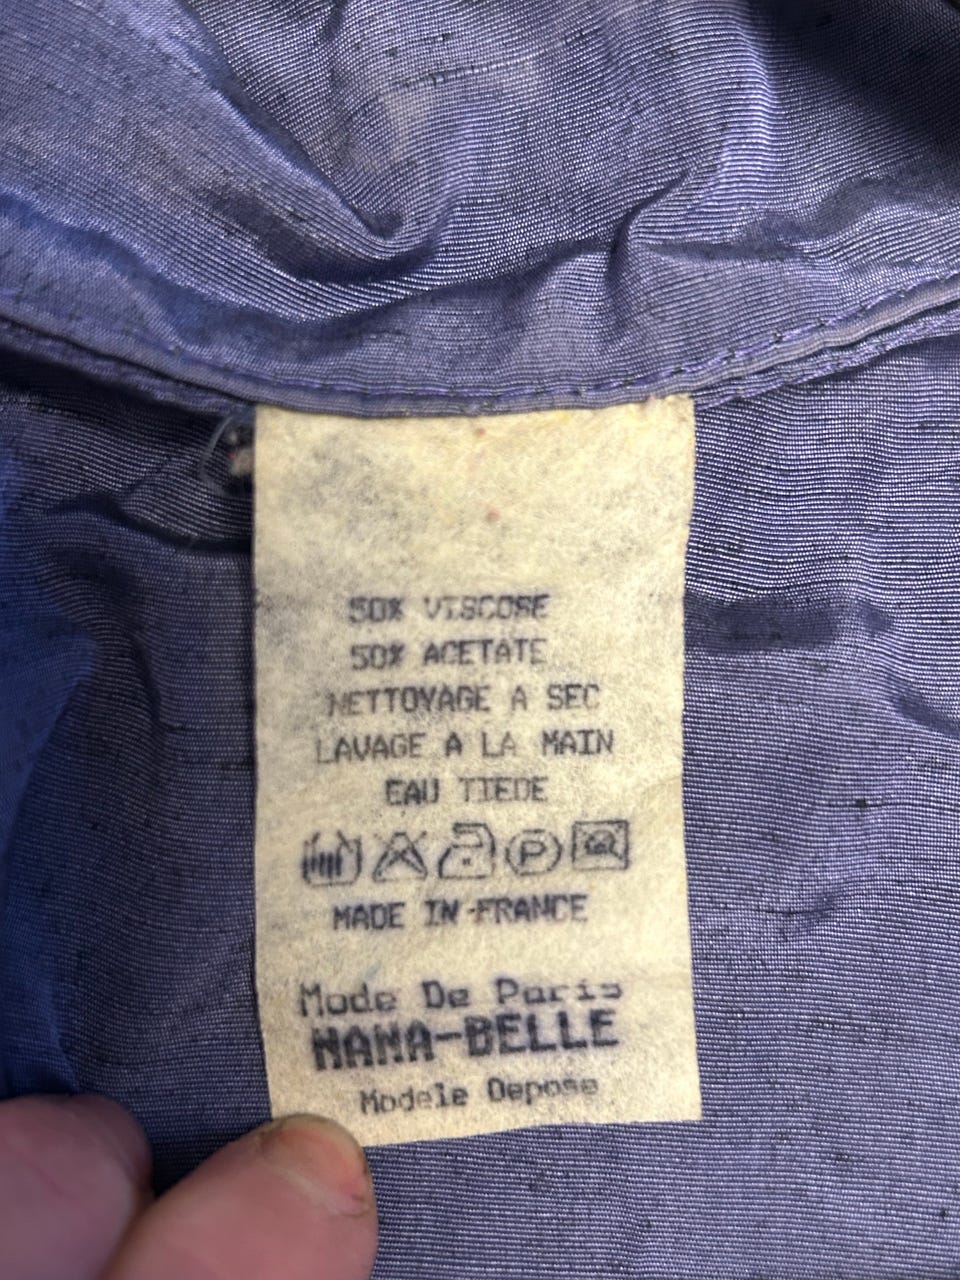 50% VISCOSE
50% ACETATE
NETTOYAGE A SEC
LAVAGE A LA MAIN
EAU TIEDE
P
MADE IN FRANCE
Mode De Paris
NANA-BELLE
Modele Depose